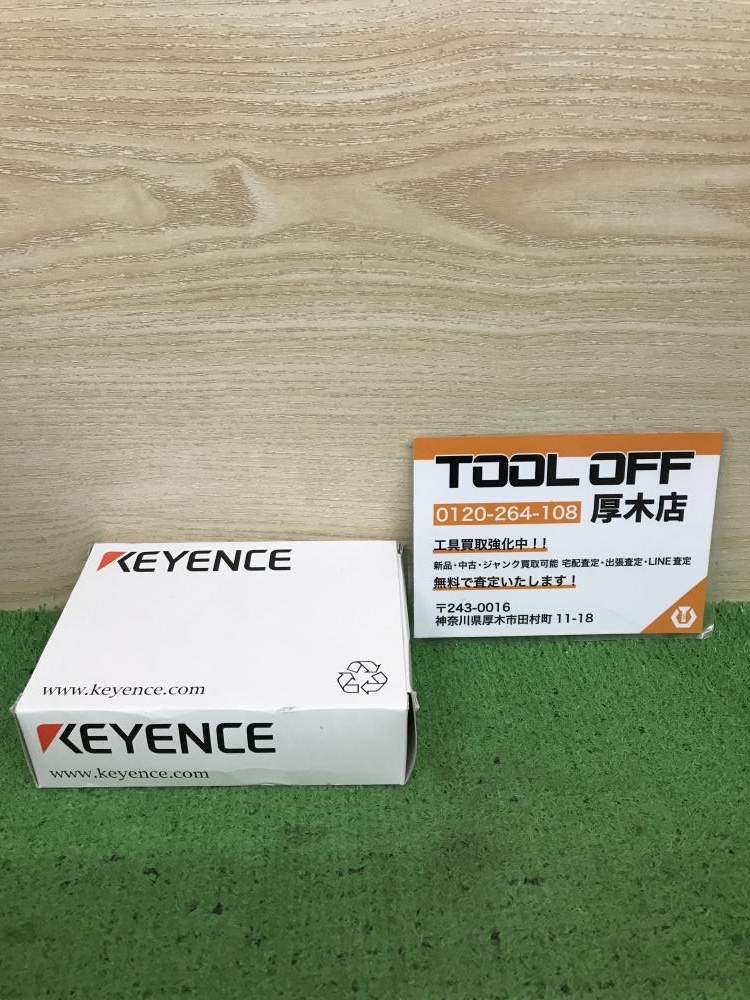 KEYENCE
www.keyence.com
KEYENCE
www.keyence.com
TOOL OFF
0120-264-108 厚木店
工具買取強化中！！
新品・中古・ジャンク買取可能 宅配査定・出張査定・LINE査定
無料で査定いたします！
〒243-0016
神奈川県厚木市田村町 11-18